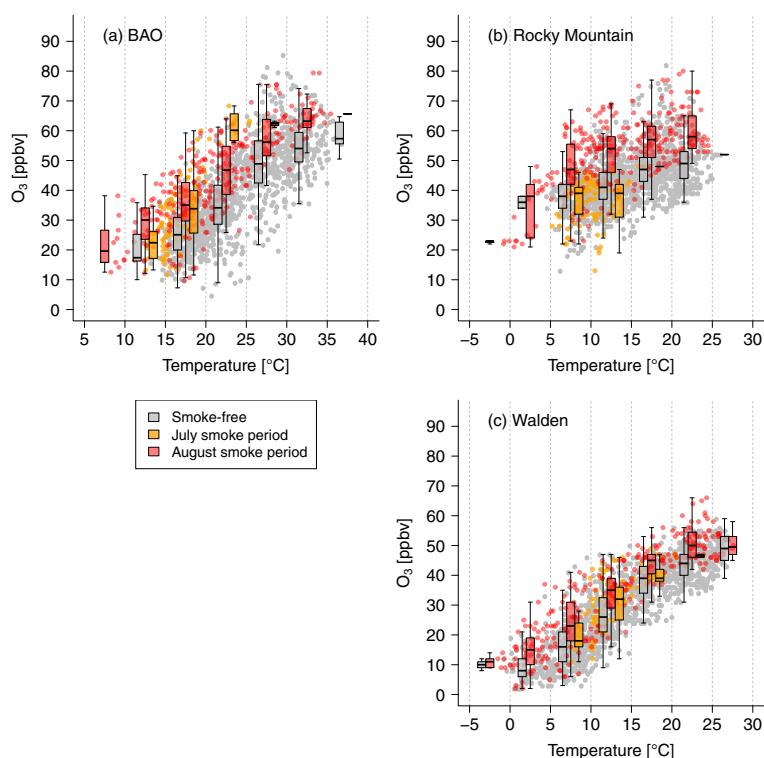 (a) BAO
O3 [ppbv]
90
80
70
60
50
40
30
20
10
0
5 10 15 20 25 30 35 40
Temperature [°C]
(b) Rocky Mountain
O3 [ppbv]
90
80
70
60
50
40
30
20
10
0
−5 0 5 10 15 20 25 30
Temperature [°C]
Smoke-free
July smoke period
August smoke period
(c) Walden
O3 [ppbv]
90
80
70
60
50
40
30
20
10
0
−5 0 5 10 15 20 25 30
Temperature [°C]